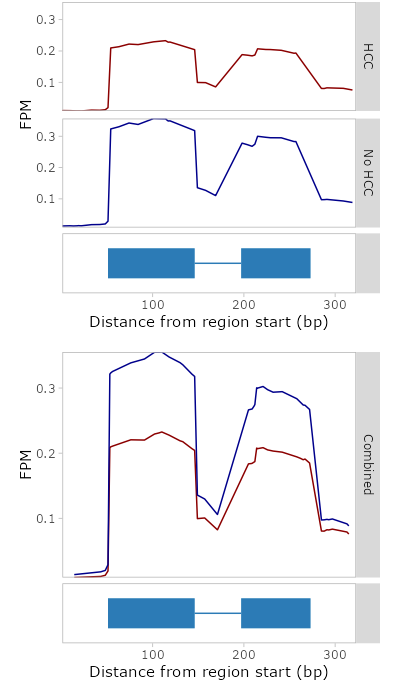 0.3
0.2
0.1
HCC
FPM
0.3
0.2
0.1
No HCC
100
200
300
Distance from region start (bp)
0.3
0.2
0.1
FPM
Combined
100
200
300
Distance from region start (bp)